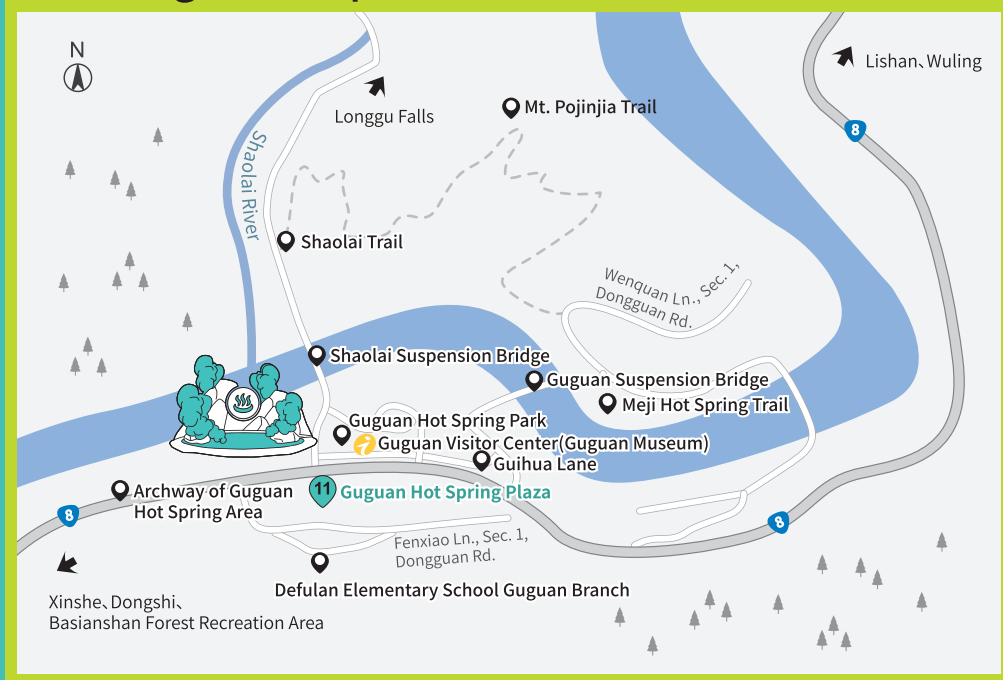 N
Lishan、Wuling
Longgu Falls
Mt. Pojinjia Trail
8
Shaolai River
Shaolai Trail
Wenquan Ln., Sec. 1,
Dongguan Rd.
Shaolai Suspension Bridge
Guguan Suspension Bridge
Meji Hot Spring Trail
Guguan Hot Spring Park
Guguan Visitor Center(Guguan Museum)
Guihua Lane
Archway of Guguan
Hot Spring Area
11
Guguan Hot Spring Plaza
8
8
Fenxiao Ln., Sec. 1,
Dongguan Rd.
Defulan Elementary School Guguan Branch
Xinshe、Dongshi、
Basianshan Forest Recreation Area